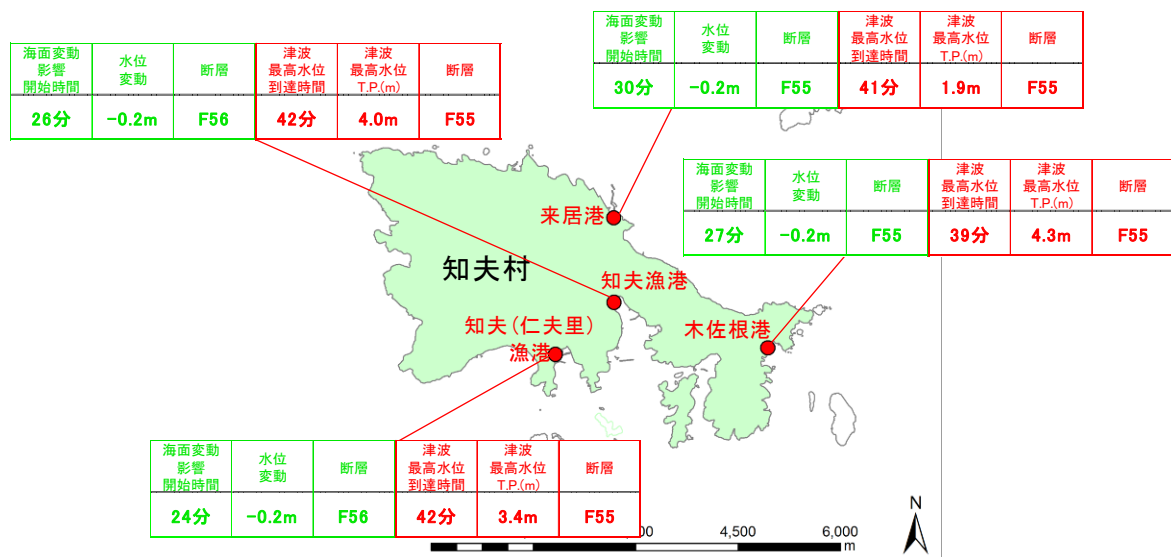 海面変動 影響 開始時間 水位 変動 断層 津波 最高水位 到達時間 津波 最高水位 T.P.(m) 断層
30分 -0.2m F55 41分 1.9m F55
海面変動 影響 開始時間 水位 変動 断層 津波 最高水位 到達時間 津波 最高水位 T.P.(m) 断層
26分 -0.2m F56 42分 4.0m F55
海面変動 影響 開始時間 水位 変動 断層 津波 最高水位 到達時間 津波 最高水位 T.P.(m) 断層
27分 -0.2m F55 39分 4.3m F55
来居港
知夫村
知夫漁港
知夫(仁夫里)
漁港
木佐根港
海面変動 影響 開始時間 水位 変動 断層 津波 最高水位 到達時間 津波 最高水位 T.P.(m) 断層
24分 -0.2m F56 42分 3.4m F55
N
4,500 6,000
m